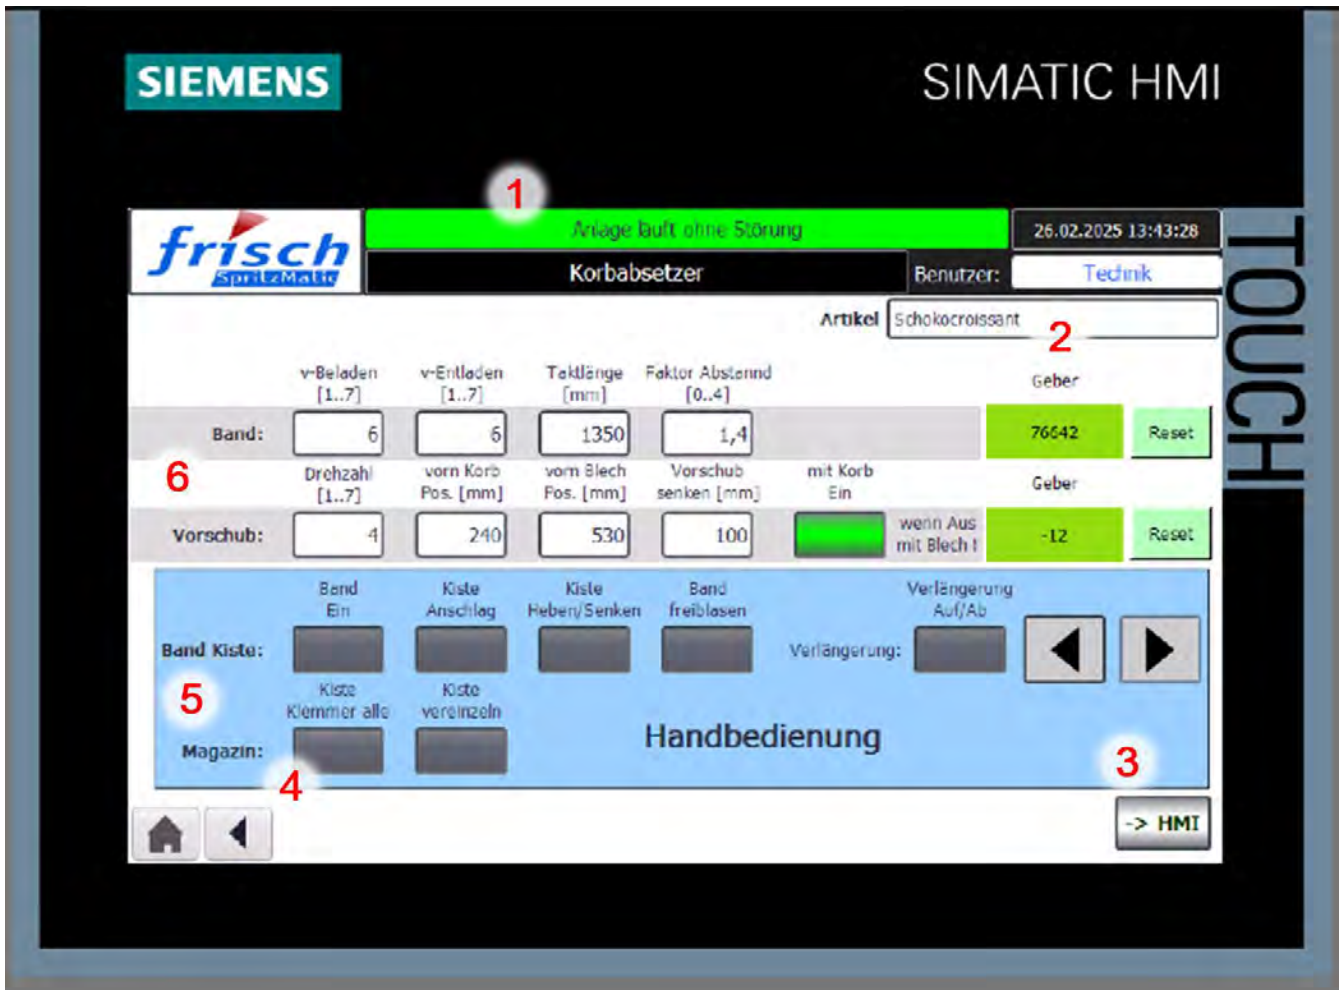 SIEMENS
SIMATIC HMI
TOUCH
1
frisch
SpritzMatic
Anlage läuft ohne Störung
26.02.2025 13:43:28
Korbabsetzer
Benutzer:
Technik
Artikel
Schokocroissant
2
v-Beladen
[1..7]
v-Entladen
[1..7]
Taktlänge
[mm]
Faktor Abstannd
[0..4]
Geber
Band:
6
6
1350
1,4
76642
Reset
6
Drehzahl
[1..7]
vorn Korb
Pos. [mm]
vorn Blech
Pos. [mm]
Vorschub
senken [mm]
mit Korb
Ein
Geber
Vorschub:
4
240
530
100
wenn Aus
mit Blech !
-12
Reset
Band
Ein
Kiste
Anschlag
Kiste
Heben/Senken
Band
freiblasen
Verlängerung
Auf/Ab
Band Kiste:
Verlängerung:
5
Kiste
Klemmer alle
Kiste
vereinzeln
Magazin:
Handbedienung
3
4
-> HMI